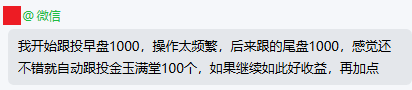 @ 微信
我开始跟投早盘1000，操作太频繁，后来跟的尾盘1000，感觉还
不错就自动跟投金玉满堂100个，如果继续如此好收益，再加点